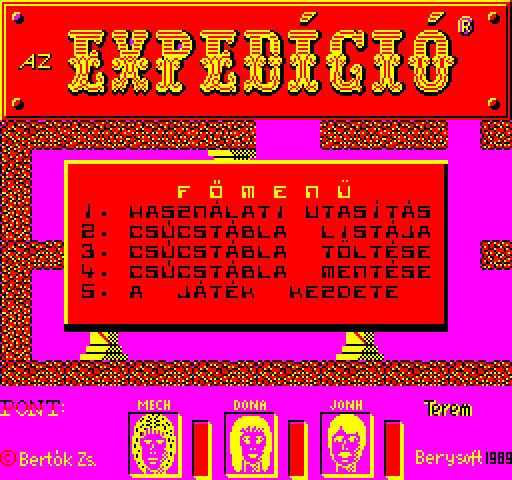 AZ EXPEDÍCIÓ ®
FŐMENÜ
1. HASZNÁLATI UTASÍTÁS
2. CSÚCSTÁBLA LISTÁJA
3. CSÚCSTÁBLA TÖLTÉSE
4. CSÚCSTÁBLA MENTÉSE
5. A JÁTÉK KEZDETE
PONT: MECH DONA JONH Terem
© Bertók Zs. Berysoft 1989